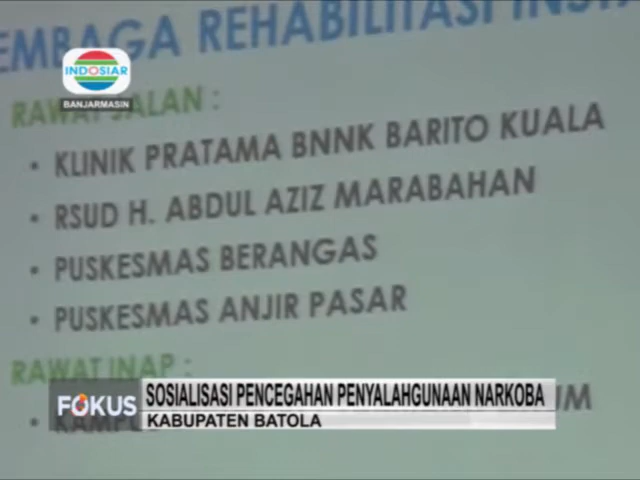 EMBAGA REHABILITASI INST
INDOSIAR
BANJARMASIN
RAWAT JALAN :
• KLINIK PRATAMA BNNK BARITO KUALA
• RSUD H. ABDUL AZIZ MARABAHAN
• PUSKESMAS BERANGAS
• PUSKESMAS ANJIR PASAR
RAWAT INAP :
FOKUS
SOSIALISASI PENCEGAHAN PENYALAHGUNAAN NARKOBA
KABUPATEN BATOLA